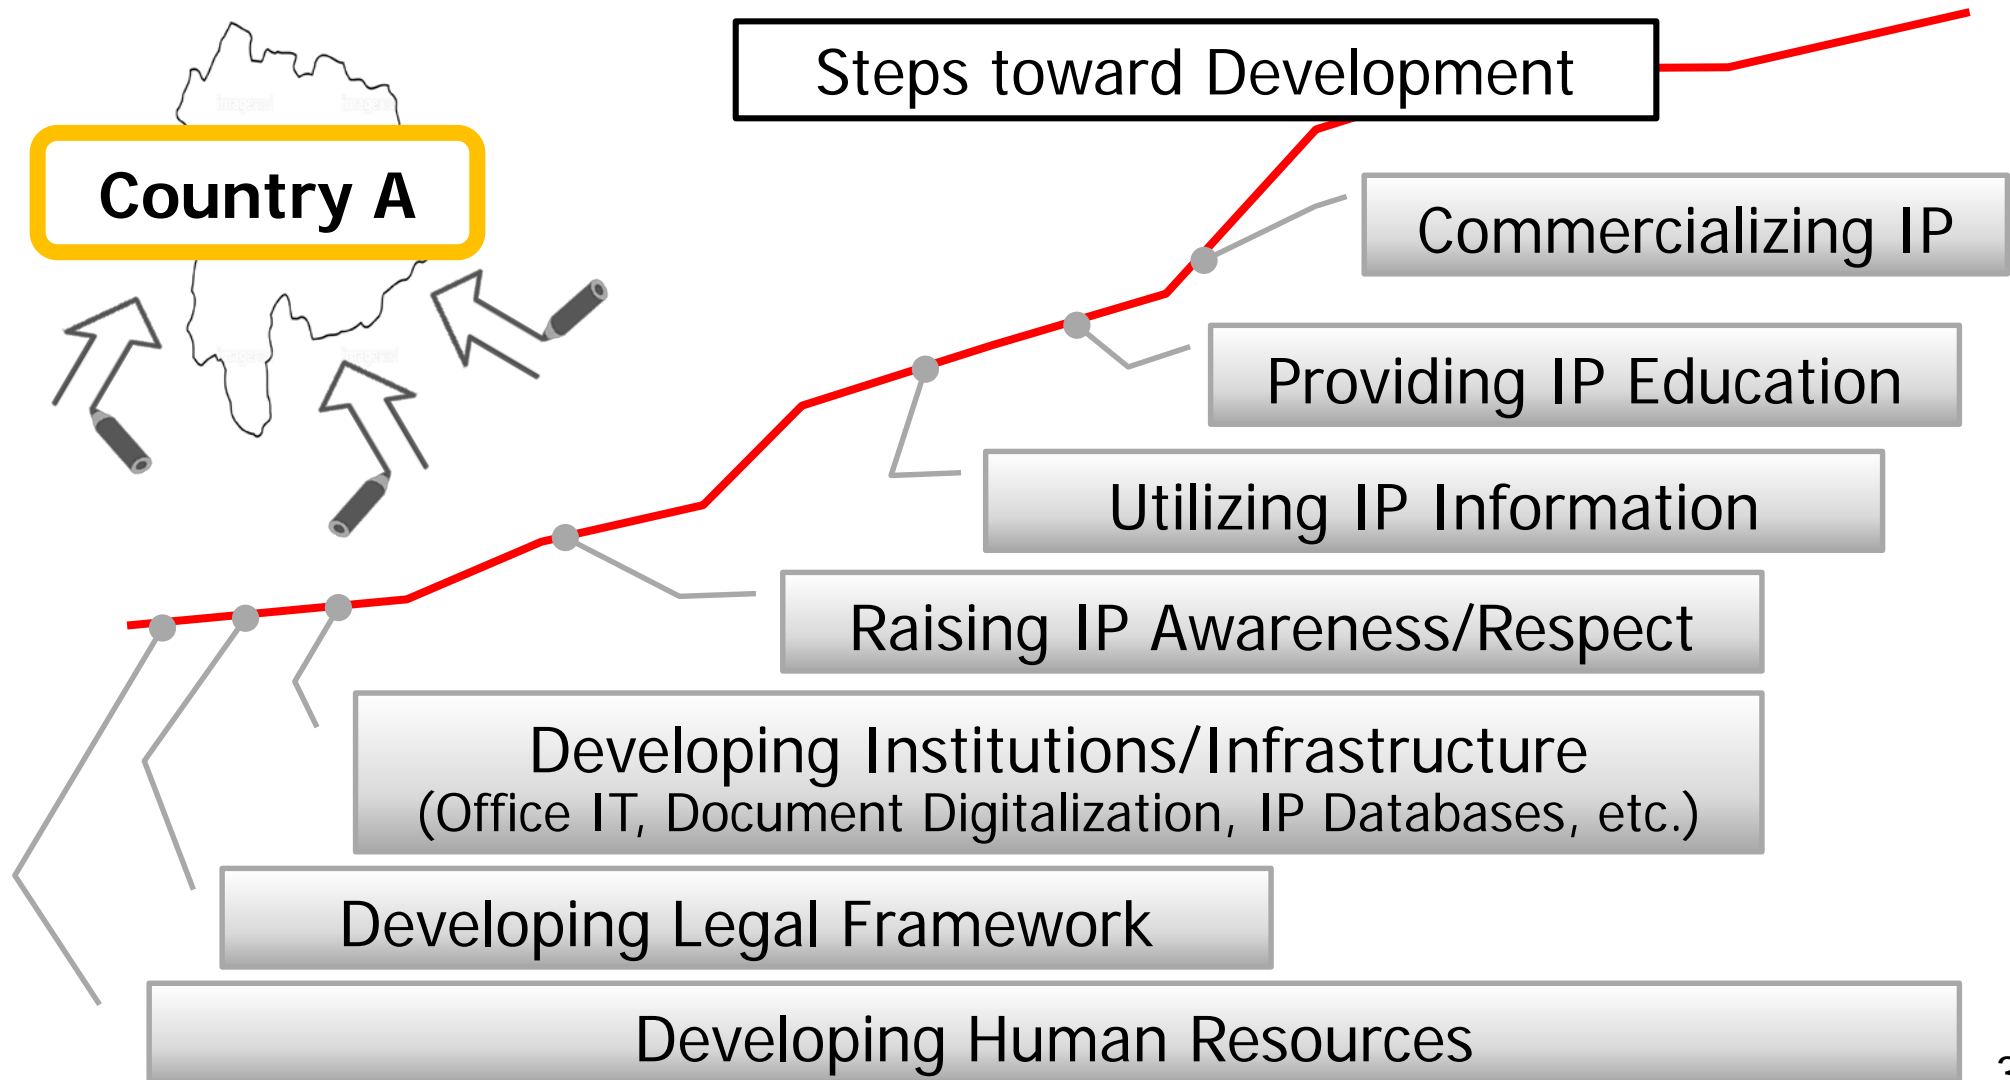 Steps toward Development
Country A
Commercializing IP
Providing IP Education
Utilizing IP Information
Raising IP Awareness/Respect
Developing Institutions/Infrastructure
(Office IT, Document Digitalization, IP Databases, etc.)
Developing Legal Framework
Developing Human Resources